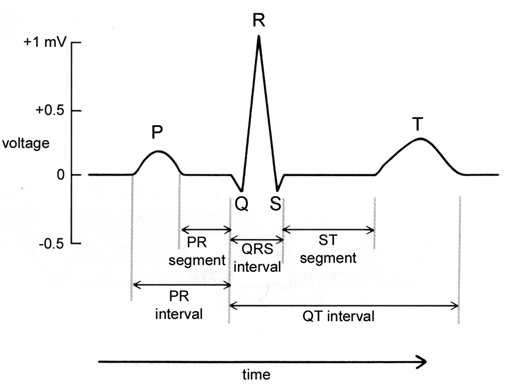 R
+1 mV
+0.5
P
T
voltage
0
Q
S
-0.5
PR
segment
QRS
interval
ST
segment
PR
interval
QT interval
time